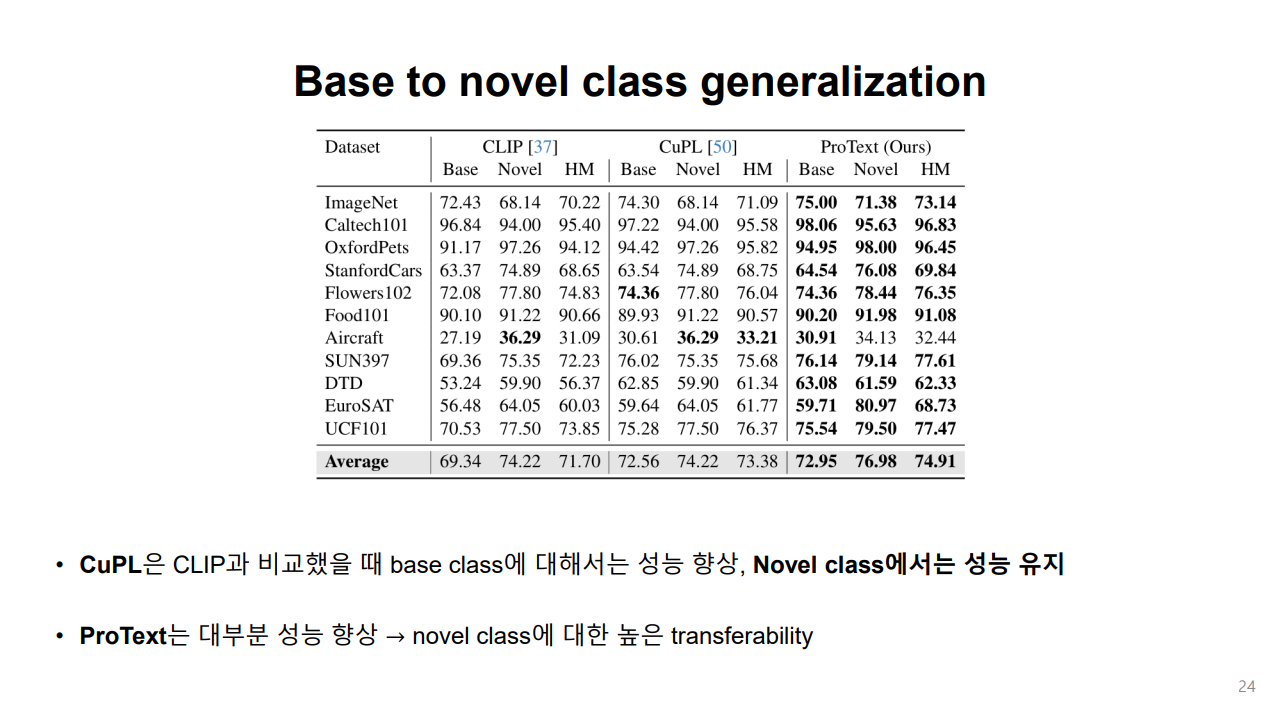 Base to novel class generalization
Dataset CLIP [37] CuPL [50] ProText (Ours)
Base Novel HM Base Novel HM Base Novel HM
ImageNet 72.43 68.14 70.22 74.30 68.14 71.09 75.00 71.38 73.14
Caltech101 96.84 94.00 95.40 97.22 94.00 95.58 98.06 95.63 96.83
OxfordPets 91.17 97.26 94.12 94.42 97.26 95.82 94.95 98.00 96.45
StanfordCars 63.37 74.89 68.65 63.54 74.89 68.75 64.54 76.08 69.84
Flowers102 72.08 77.80 74.83 74.36 77.80 76.04 74.36 78.44 76.35
Food101 90.10 91.22 90.66 89.93 91.22 90.57 90.20 91.98 91.08
Aircraft 27.19 36.29 31.09 30.61 36.29 33.21 30.91 34.13 32.44
SUN397 69.36 75.35 72.23 76.02 75.35 75.68 76.14 79.14 77.61
DTD 53.24 59.90 56.37 62.85 59.90 61.34 63.08 61.59 62.33
EuroSAT 56.48 64.05 60.03 59.64 64.05 61.77 59.71 80.97 68.73
UCF101 70.53 77.50 73.85 75.28 77.50 76.37 75.54 79.50 77.47
Average 69.34 74.22 71.70 72.56 74.22 73.38 72.95 76.98 74.91
• CuPL은 CLIP과 비교했을 때 base class에 대해서는 성능 향상, Novel class에서는 성능 유지
• ProText는 대부분 성능 향상 → novel class에 대한 높은 transferability
24